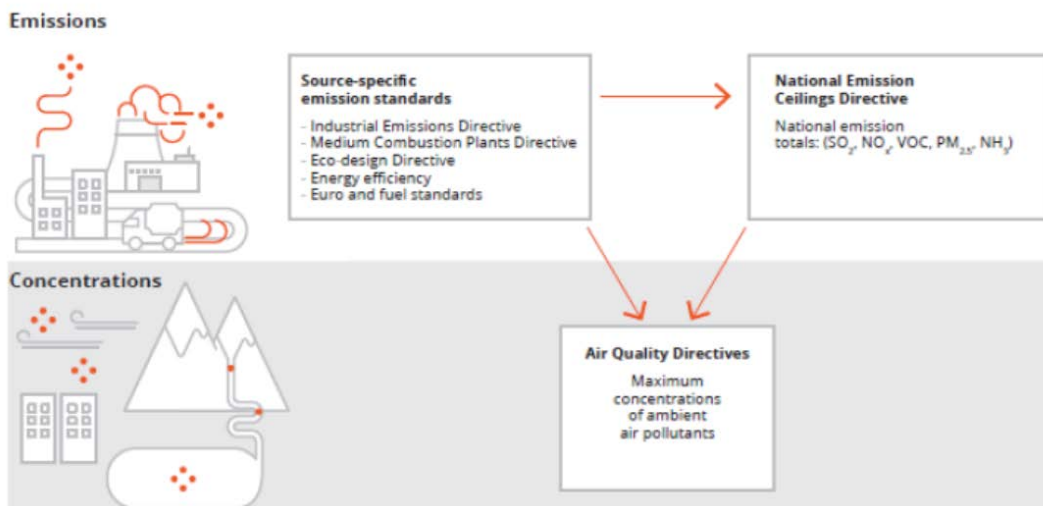 Emissions
Source-specific
emission standards
- Industrial Emissions Directive
- Medium Combustion Plants Directive
- Eco-design Directive
- Energy efficiency
- Euro and fuel standards
National Emission
Ceilings Directive
National emission
totals: (SO₂, NOₓ, VOC, PM₂.₅, NH₃)
Concentrations
Air Quality Directives
Maximum
concentrations
of ambient
air pollutants